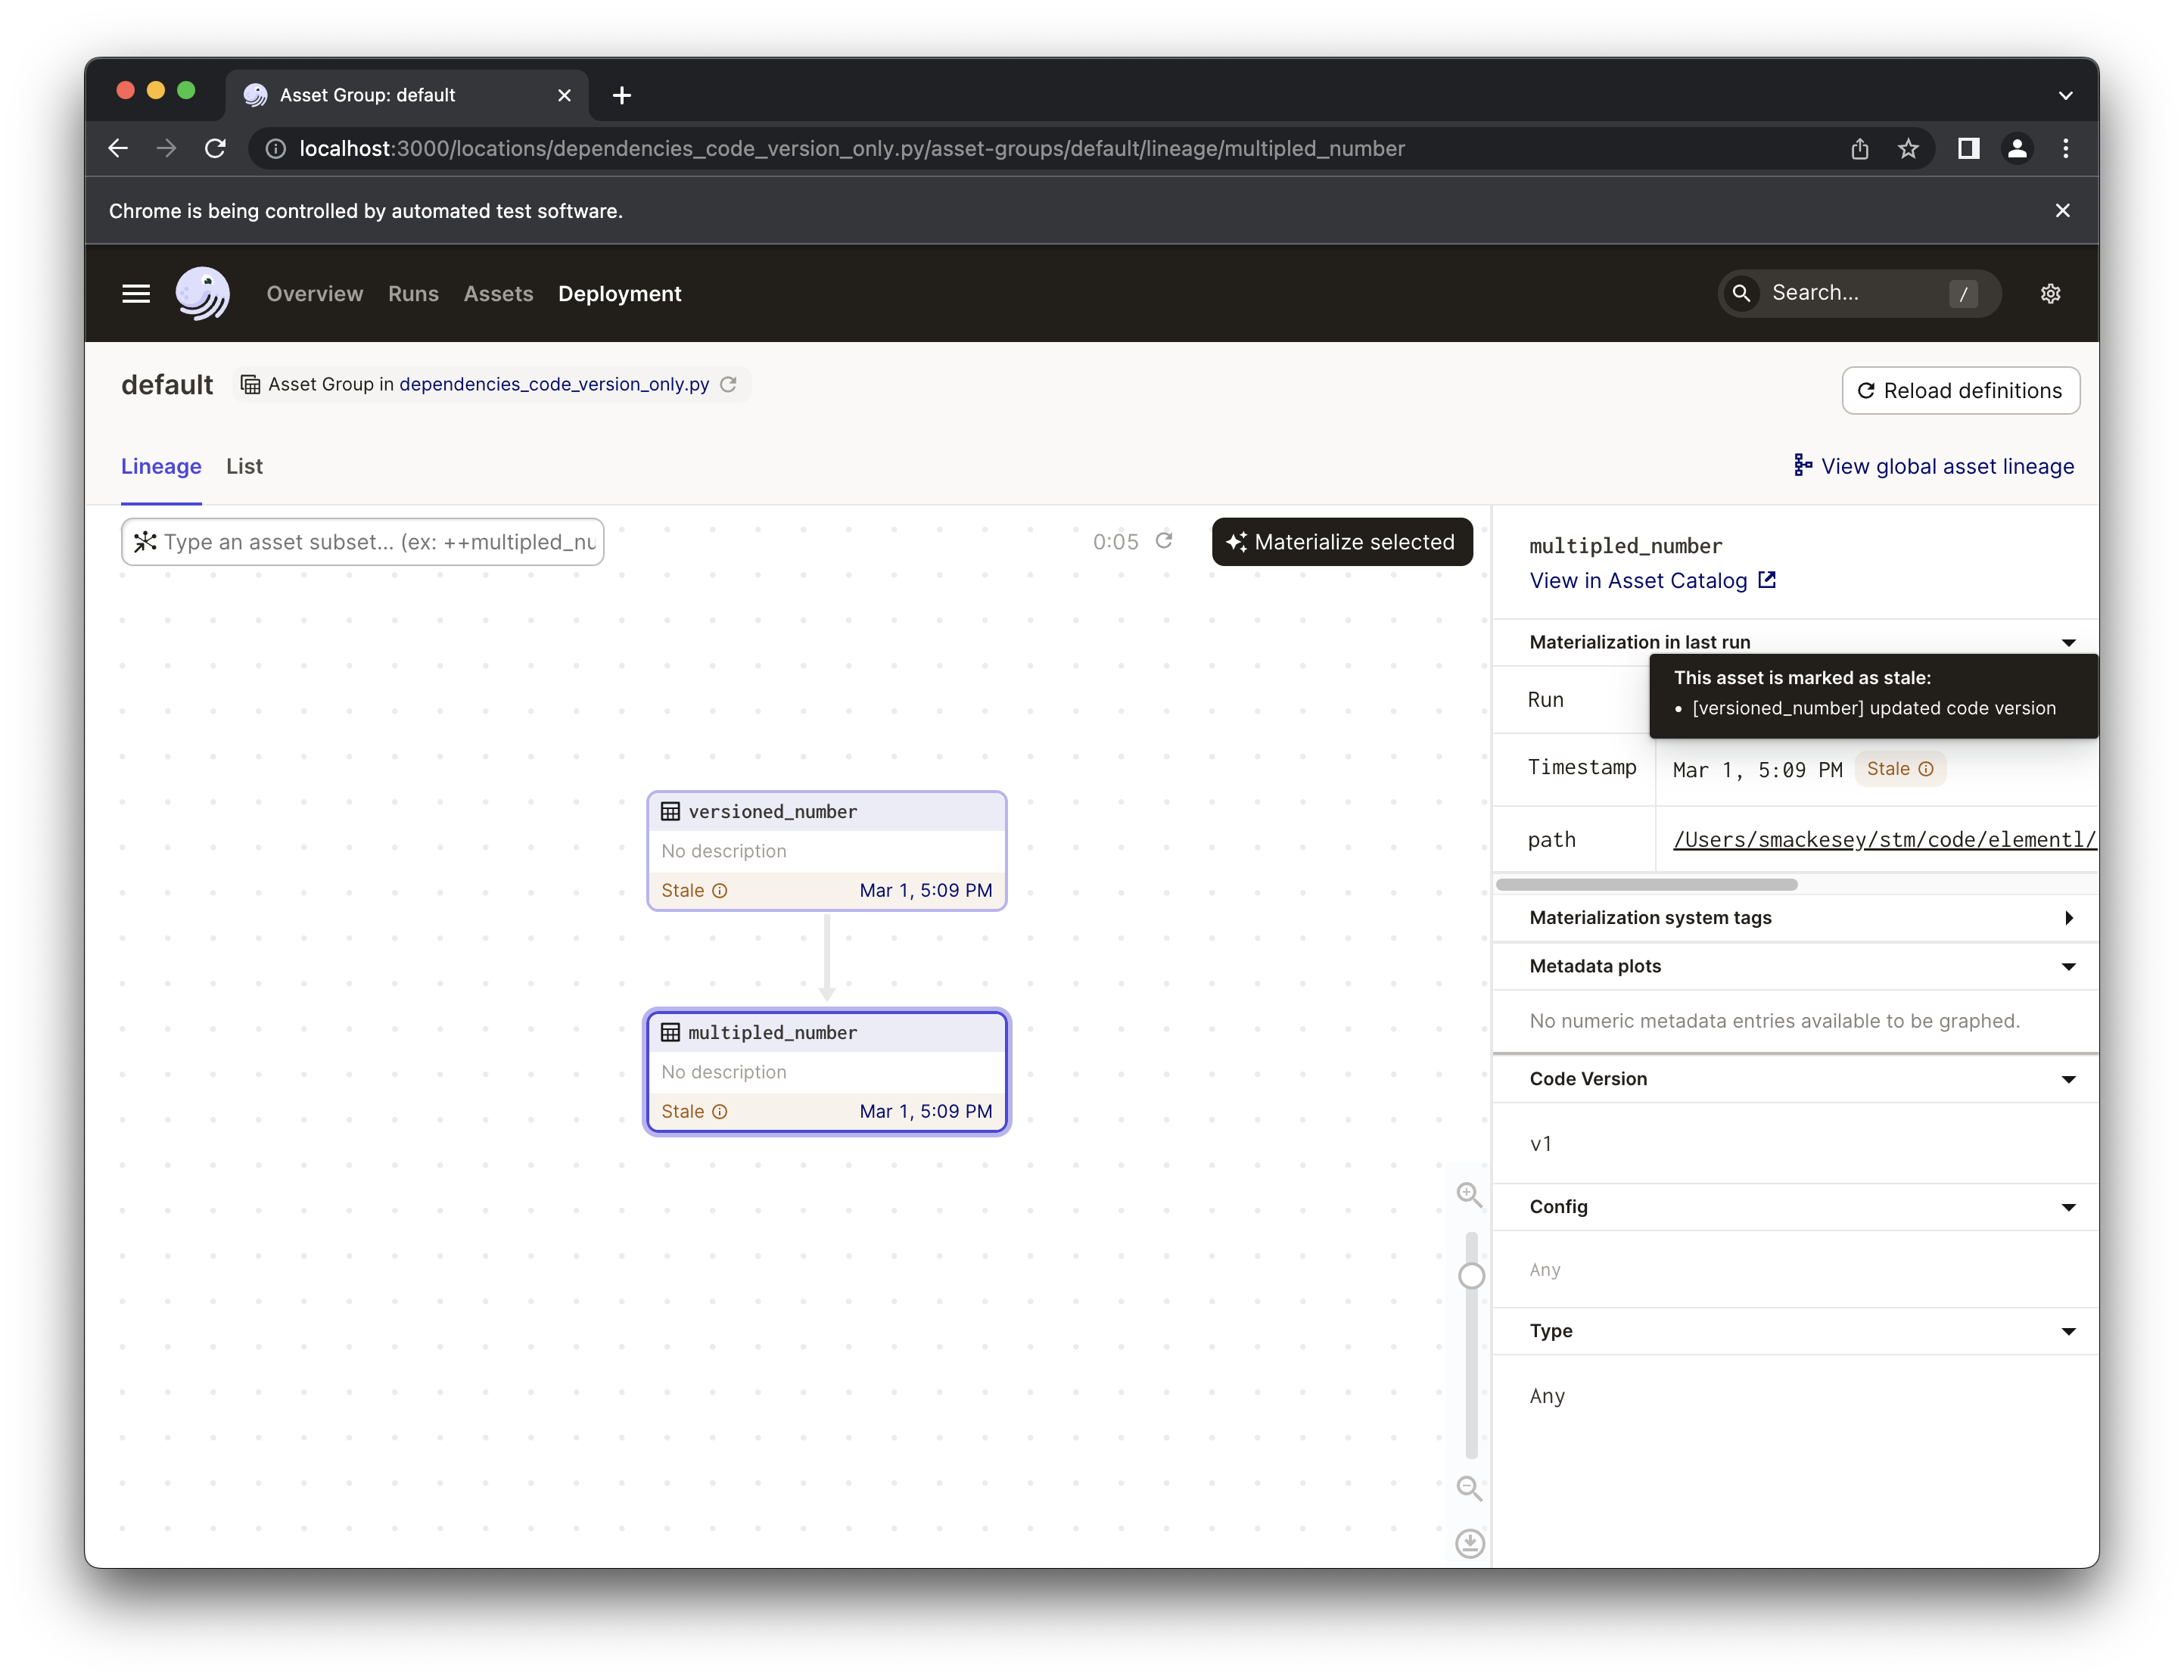 Asset Group: default
localhost:3000/locations/dependencies_code_version_only.py/asset-groups/default/lineage/multipled_number
Chrome is being controlled by automated test software.
Overview Runs Assets Deployment
Search... /
default Asset Group in dependencies_code_version_only.py
Reload definitions
Lineage List
View global asset lineage
Type an asset subset... (ex: ++multipled_nu
0:05
Materialize selected
versioned_number
No description
Stale Mar 1, 5:09 PM
multipled_number
No description
Stale Mar 1, 5:09 PM
multipled_number
View in Asset Catalog
Materialization in last run
This asset is marked as stale:
• [versioned_number] updated code version
Run
Timestamp Mar 1, 5:09 PM Stale
path /Users/smackesey/stm/code/elementl/
Materialization system tags
Metadata plots
No numeric metadata entries available to be graphed.
Code Version
v1
Config
Any
Type
Any